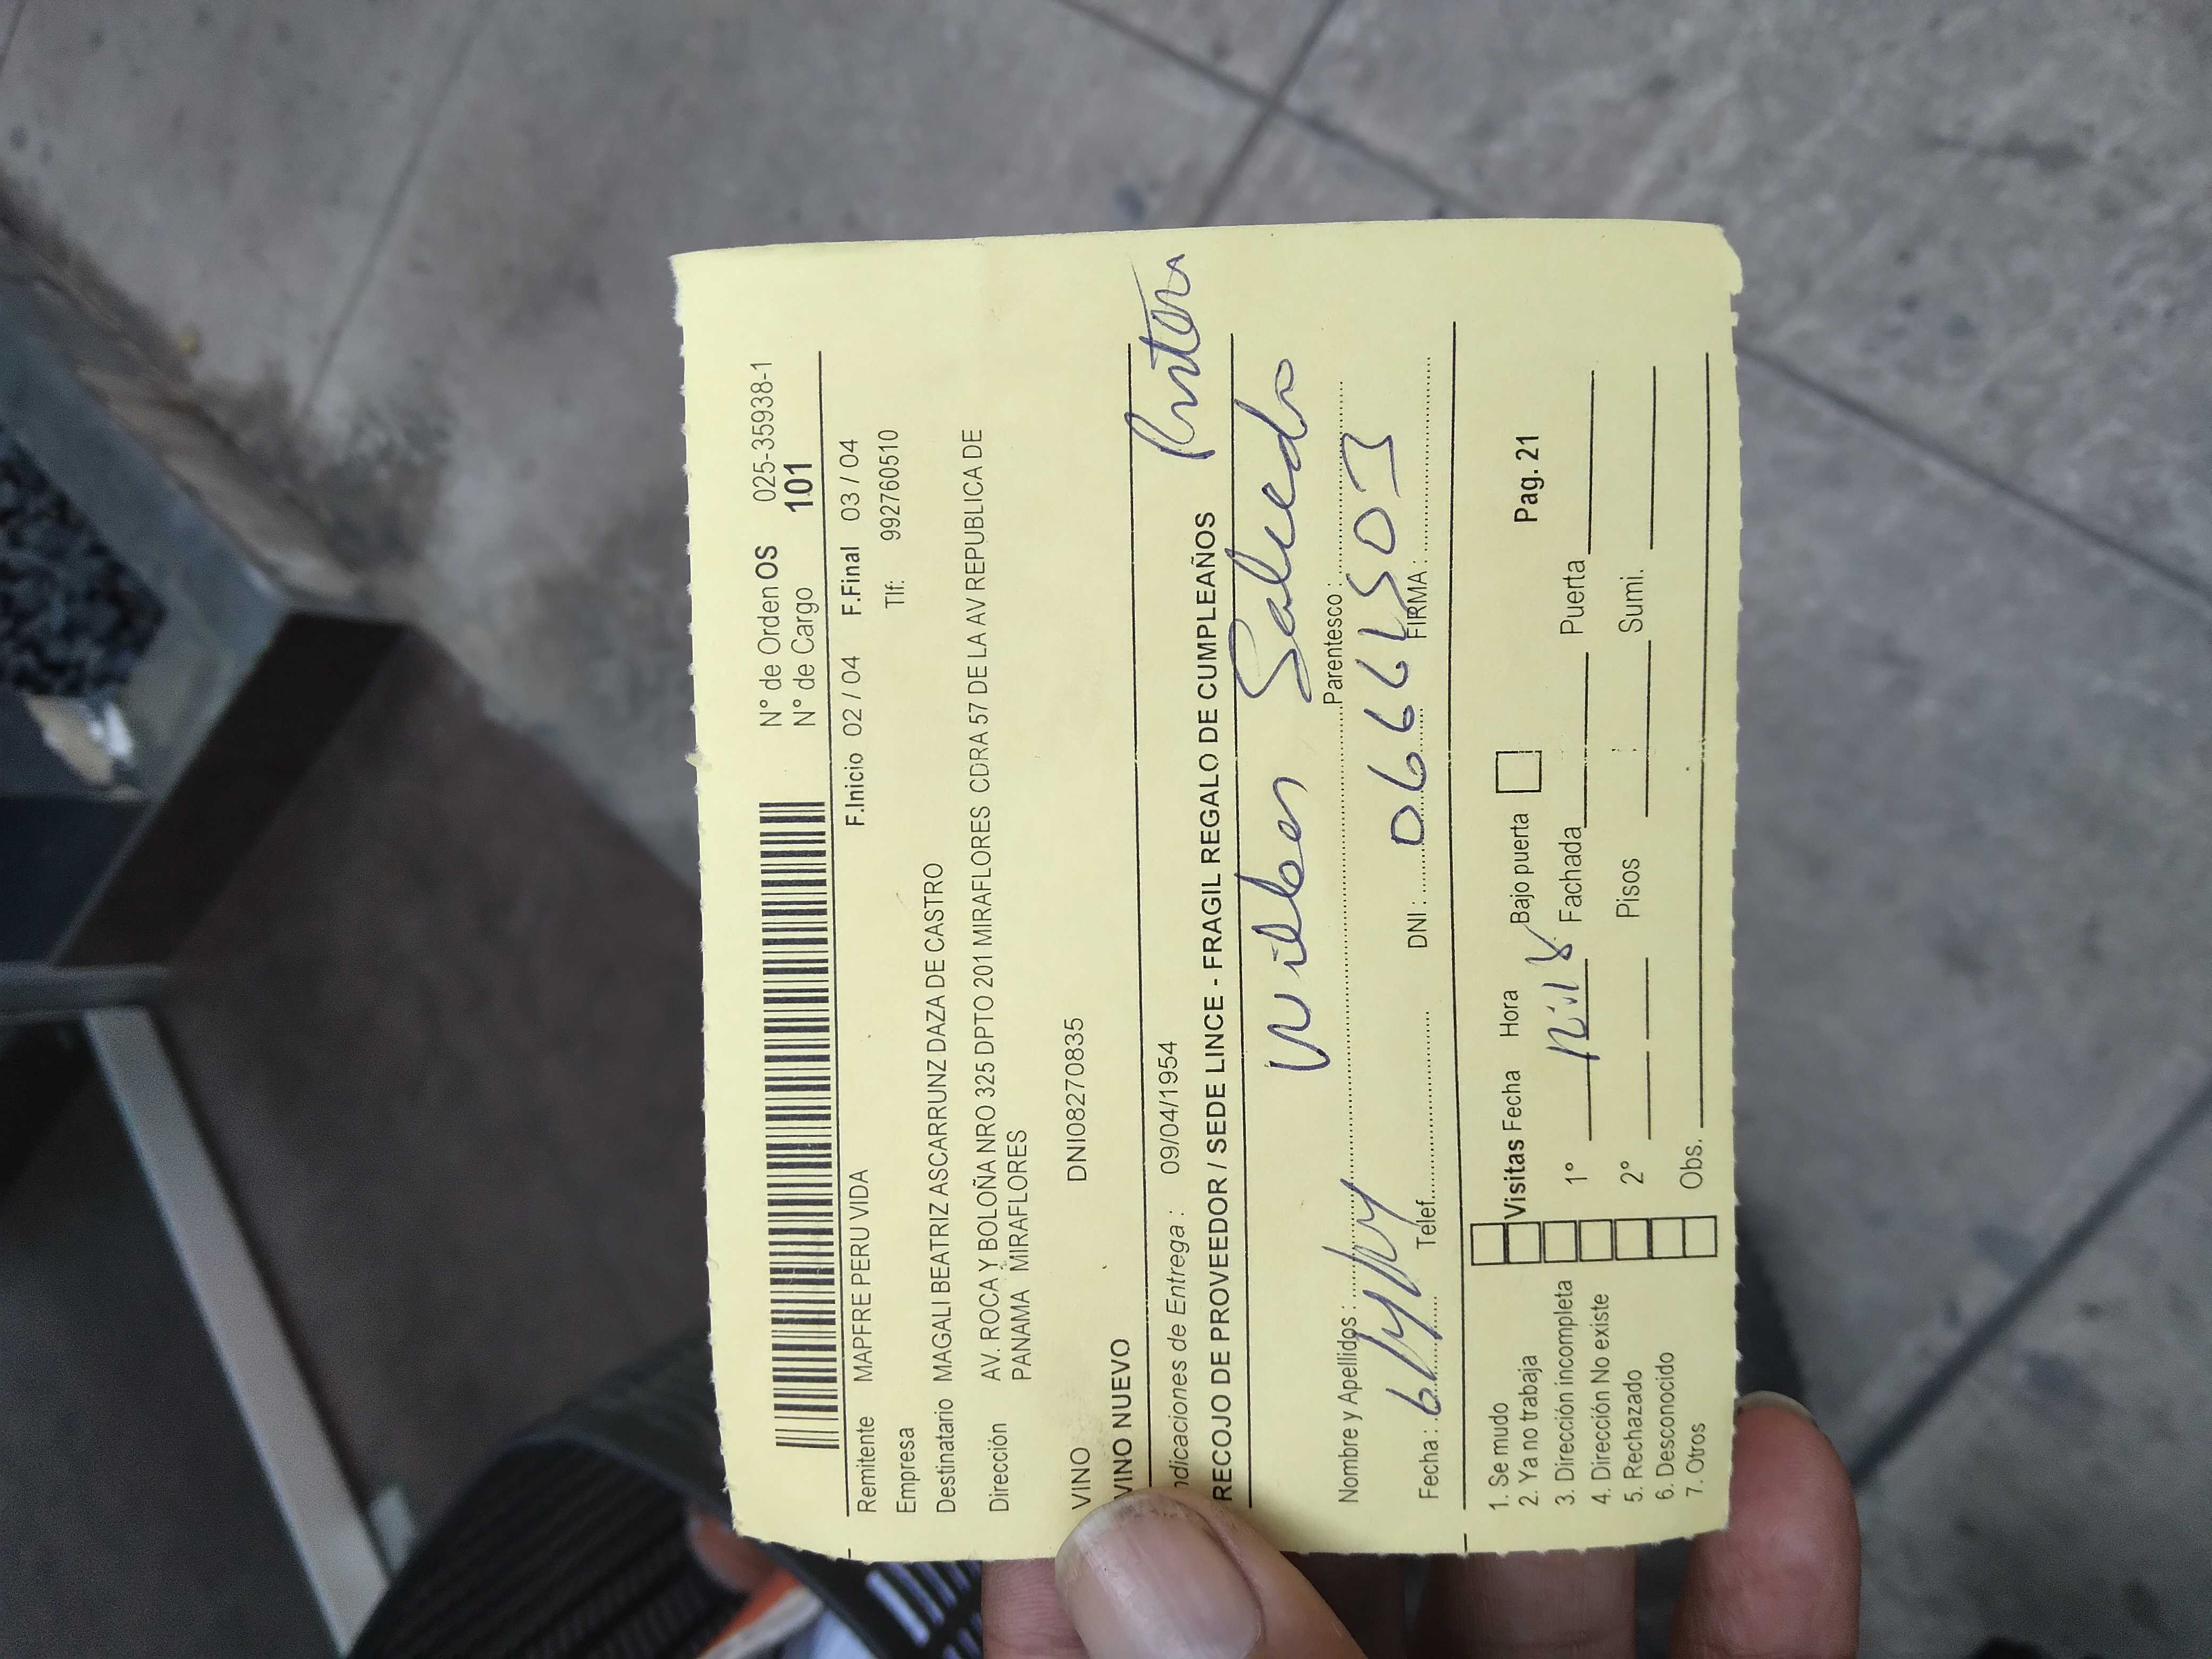 N° de Orden OS 025-35938-1
N° de Cargo 101
F.Inicio 02 / 04 F.Final 03 / 04
Remitente MAPFRE PERU VIDA
Empresa Tlf: 992760510
Destinatario MAGALI BEATRIZ ASCARRUNZ DAZA DE CASTRO
Dirección AV. ROCA Y BOLOÑA NRO 325 DPTO 201 MIRAFLORES CDRA 57 DE LA AV REPUBLICA DE
PANAMA MIRAFLORES
VINO DNI08270835
VINO NUEVO
Indicaciones de Entrega : 09/04/1954
RECOJO DE PROVEEDOR / SEDE LINCE - FRAGIL REGALO DE CUMPLEAÑOS
Wilber Salcedo
Nombre y Apellidos : Parentesco :
Fecha : Telef. DNI : FIRMA :
1. Se mudo
2. Ya no trabaja
3. Dirección incompleta
4. Dirección No existe
5. Rechazado
6. Desconocido
7. Otros
Visitas Fecha Hora Bajo puerta Pag. 21
1° Fachada Puerta
2° Pisos Sumi.
Obs.